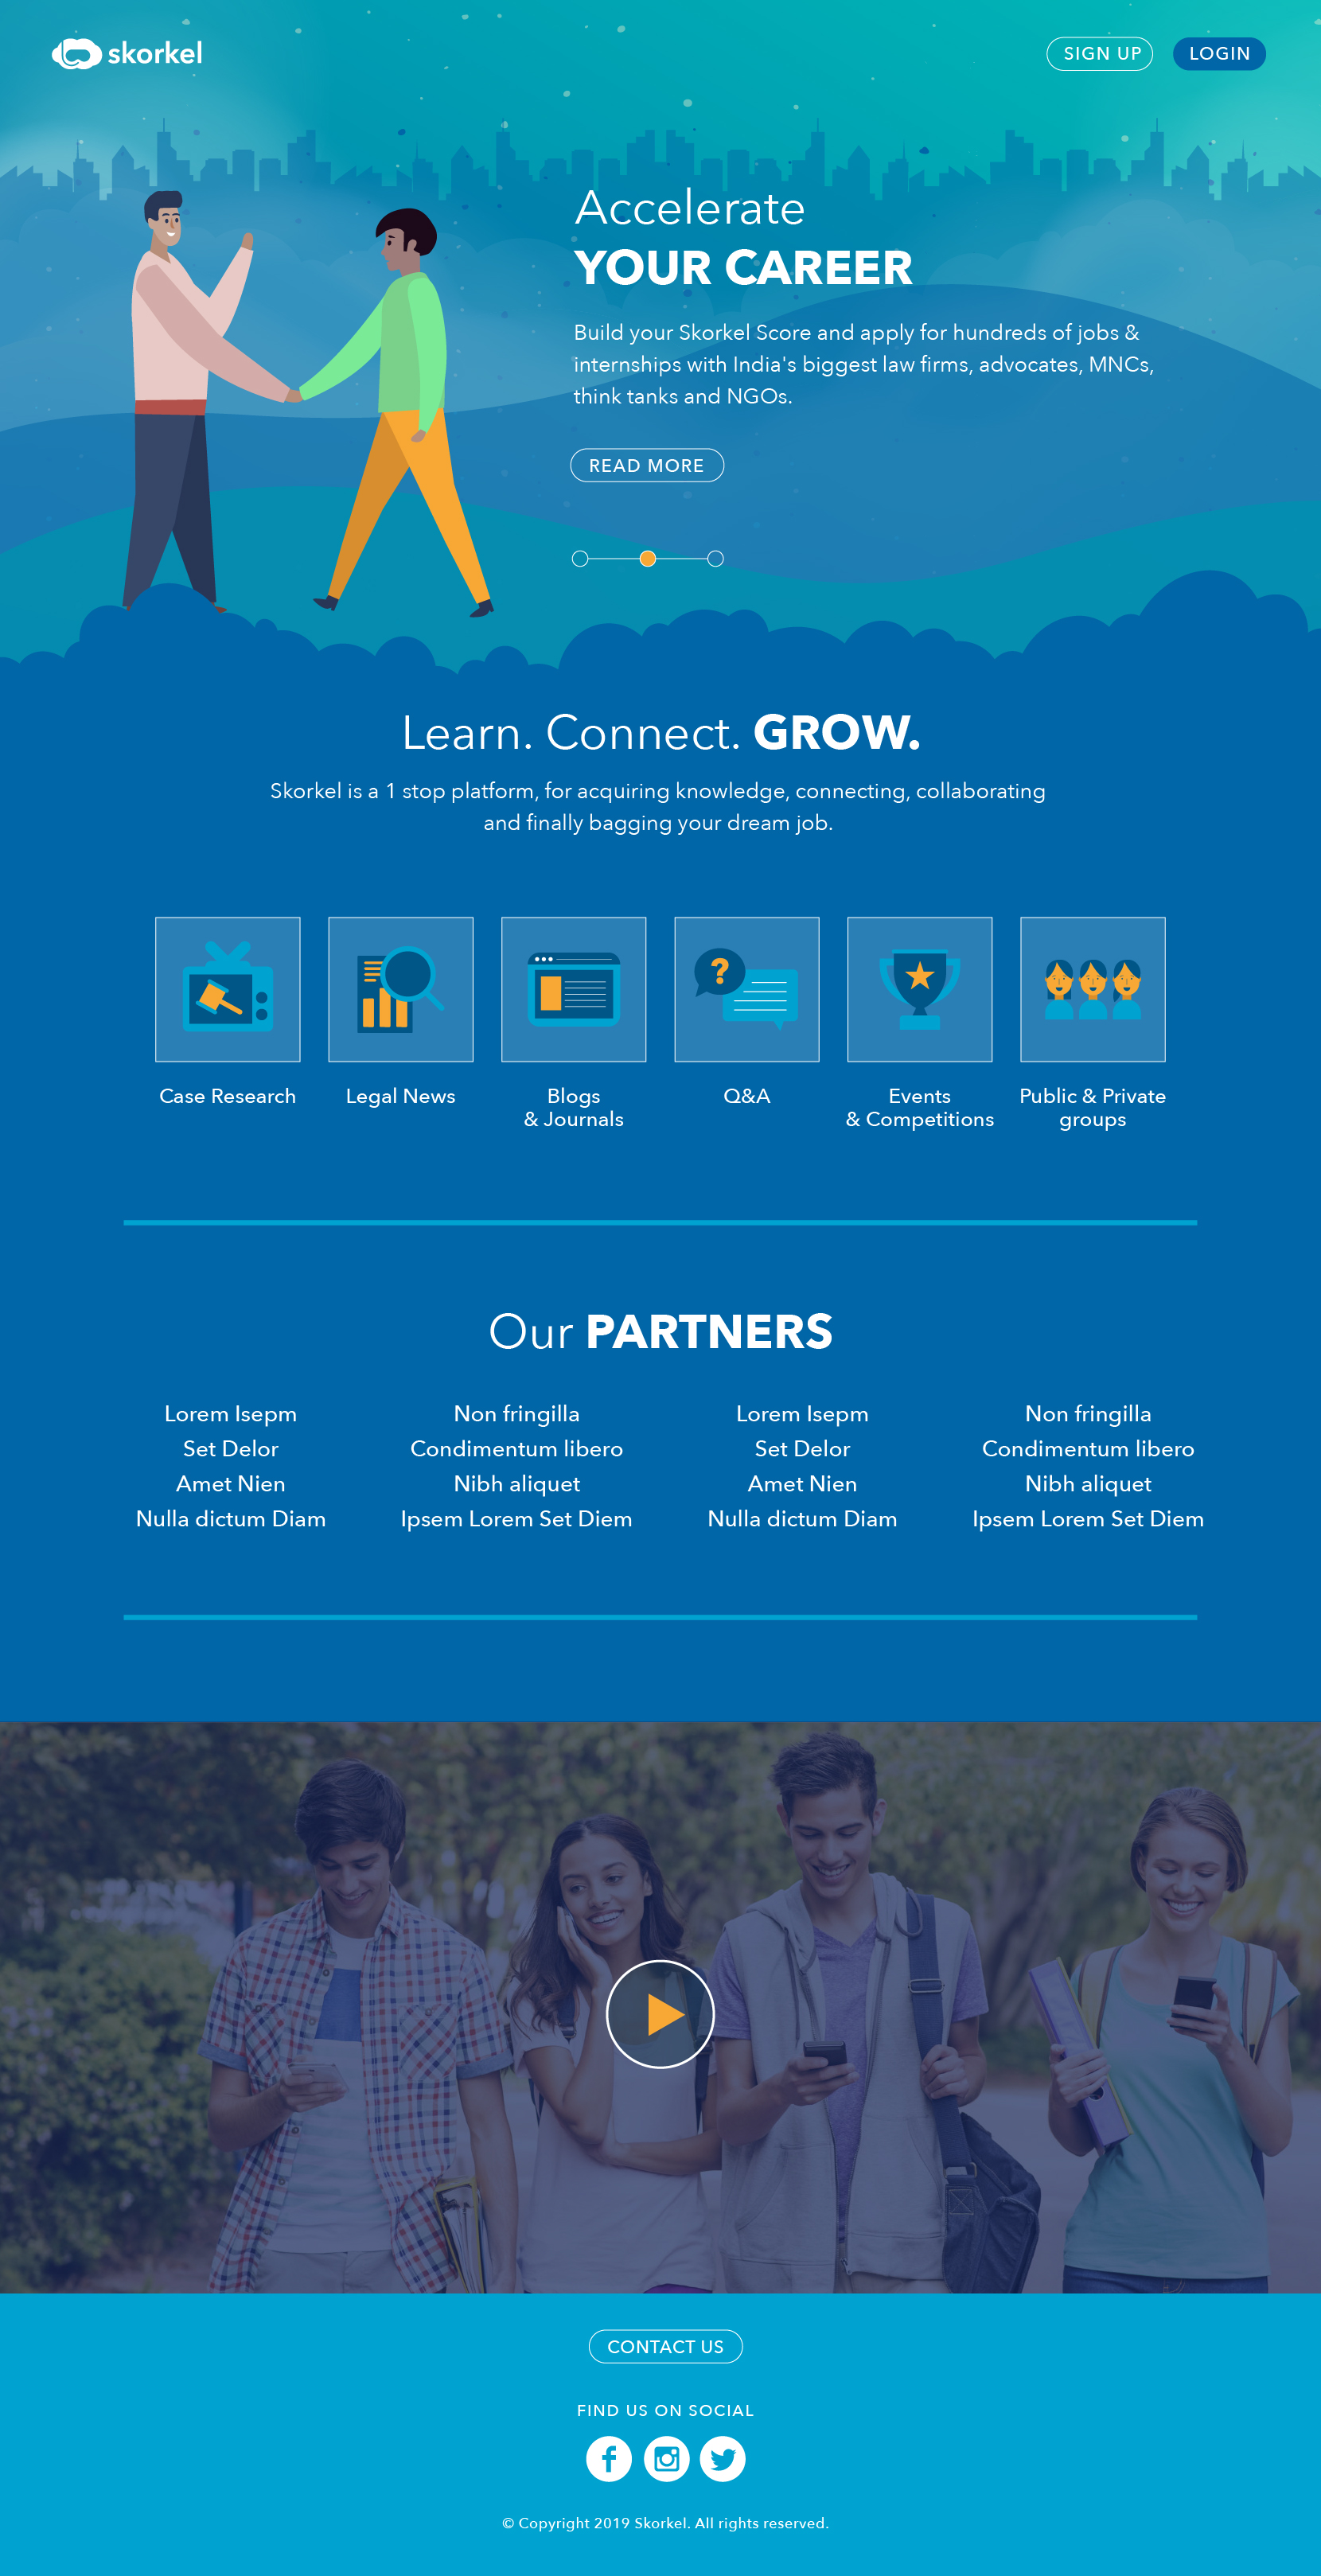 skorkel
SIGN UP
LOGIN
Accelerate
YOUR CAREER
Build your Skorkel Score and apply for hundreds of jobs &
internships with India's biggest law firms, advocates, MNCs,
think tanks and NGOs.
READ MORE
Learn. Connect. GROW.
Skorkel is a 1 stop platform, for acquiring knowledge, connecting, collaborating
and finally bagging your dream job.
?
Case Research
Legal News
Blogs
& Journals
Q&A
Events
& Competitions
Public & Private
groups
Our PARTNERS
Lorem Isepm
Set Delor
Amet Nien
Nulla dictum Diam
Non fringilla
Condimentum libero
Nibh aliquet
Ipsem Lorem Set Diem
Lorem Isepm
Set Delor
Amet Nien
Nulla dictum Diam
Non fringilla
Condimentum libero
Nibh aliquet
Ipsem Lorem Set Diem
CONTACT US
FIND US ON SOCIAL
© Copyright 2019 Skorkel. All rights reserved.